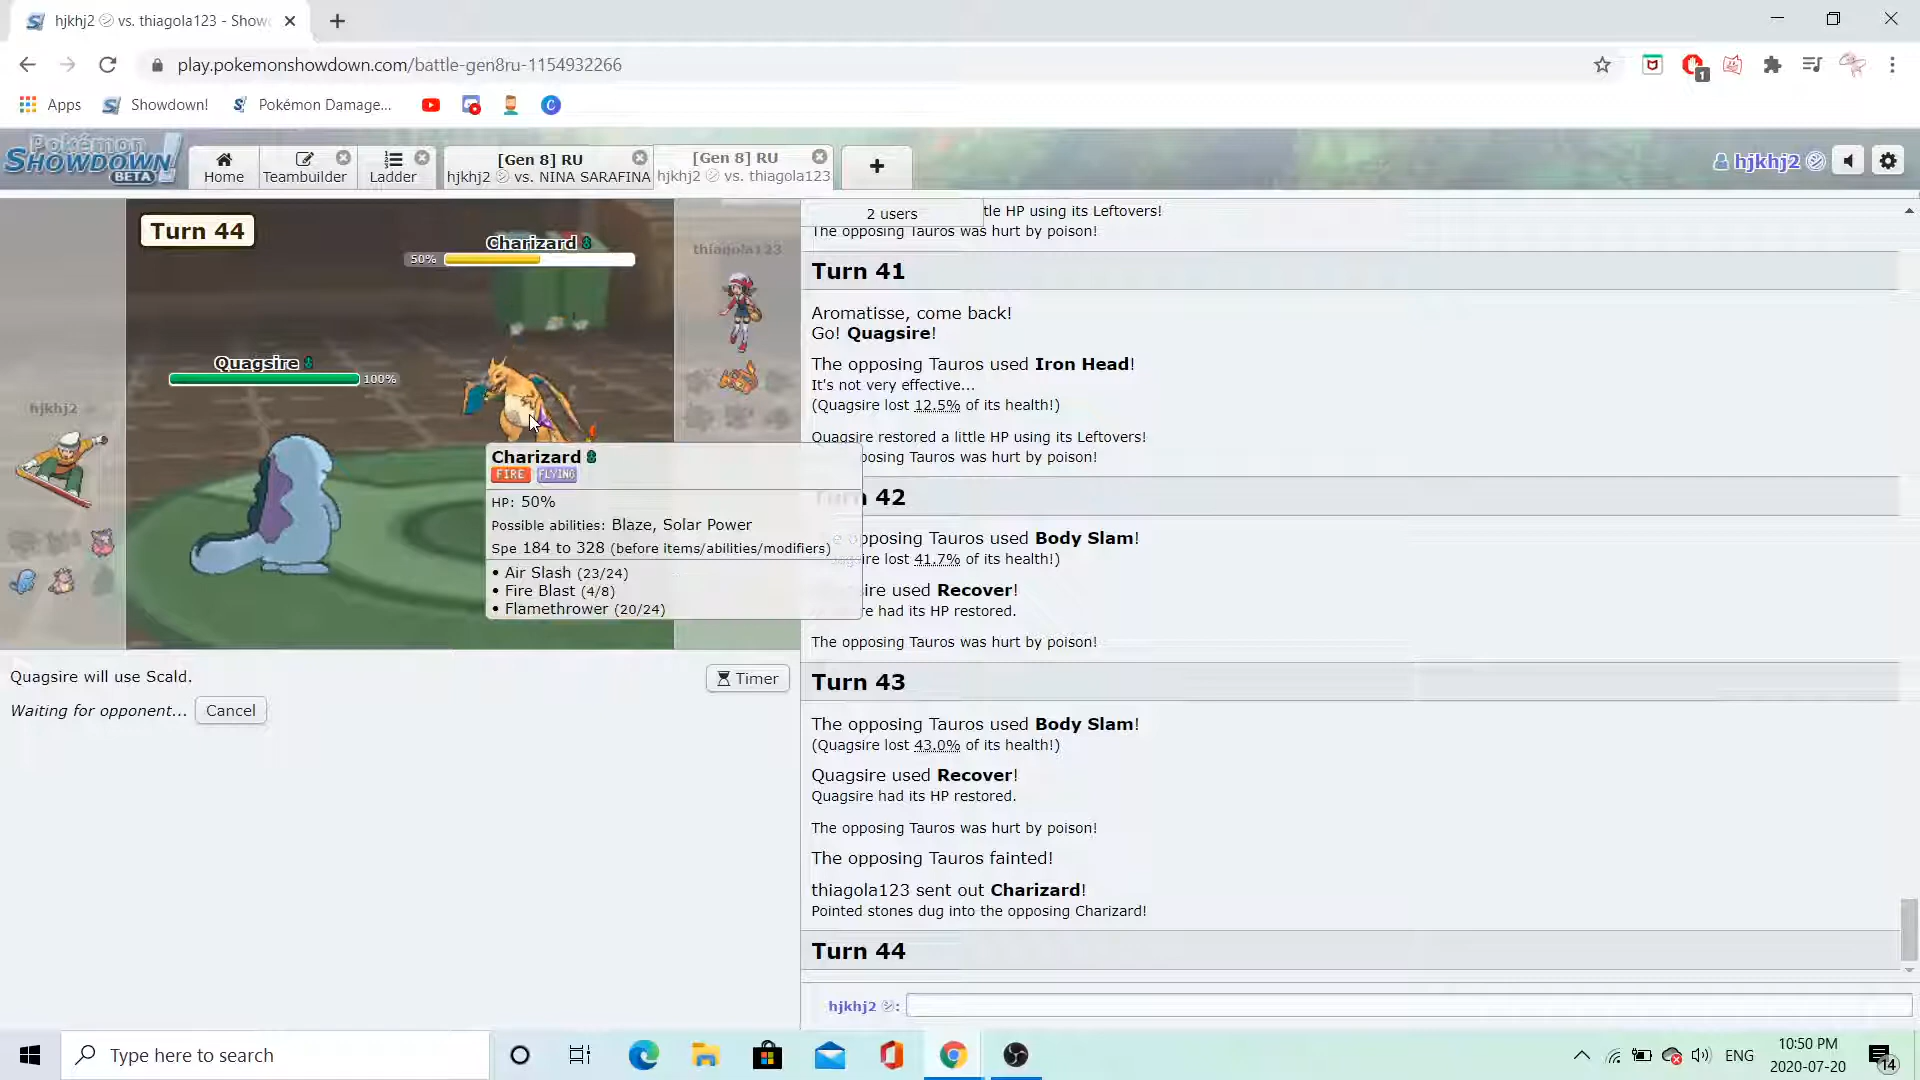 hjkhj2 vs. thiagola123 - Show
play.pokemonshowdown.com/battle-gen8ru-1154932266
1
Apps
Showdown!
Pokémon Damage...
Pokémon
SHOWDOWN!
BETA
Home
Teambuilder
Ladder
[Gen 8] RU
hjkhj2 vs. NINA SARAFINA
[Gen 8] RU
hjkhj2 vs. thiagola123
+
hjkhj2
Turn 44
Charizard
50%
Quagsire
100%
hjkhj2
thiagola123
Charizard
FIRE FLYING
HP: 50%
Possible abilities: Blaze, Solar Power
Spe 184 to 328 (before items/abilities/modifiers)
• Air Slash (23/24)
• Fire Blast (4/8)
• Flamethrower (20/24)
Quagsire will use Scald.
Timer
Waiting for opponent... Cancel
2 users
tle HP using its Leftovers!
The opposing Tauros was hurt by poison!
Turn 41
Aromatisse, come back!
Go! Quagsire!
The opposing Tauros used Iron Head!
It's not very effective...
(Quagsire lost 12.5% of its health!)
Quagsire restored a little HP using its Leftovers!
posing Tauros was hurt by poison!
Turn 42
opposing Tauros used Body Slam!
ire lost 41.7% of its health!)
ire used Recover!
re had its HP restored.
The opposing Tauros was hurt by poison!
Turn 43
The opposing Tauros used Body Slam!
(Quagsire lost 43.0% of its health!)
Quagsire used Recover!
Quagsire had its HP restored.
The opposing Tauros was hurt by poison!
The opposing Tauros fainted!
thiagola123 sent out Charizard!
Pointed stones dug into the opposing Charizard!
Turn 44
hjkhj2 :
Type here to search
ENG
10:50 PM
2020-07-20
14